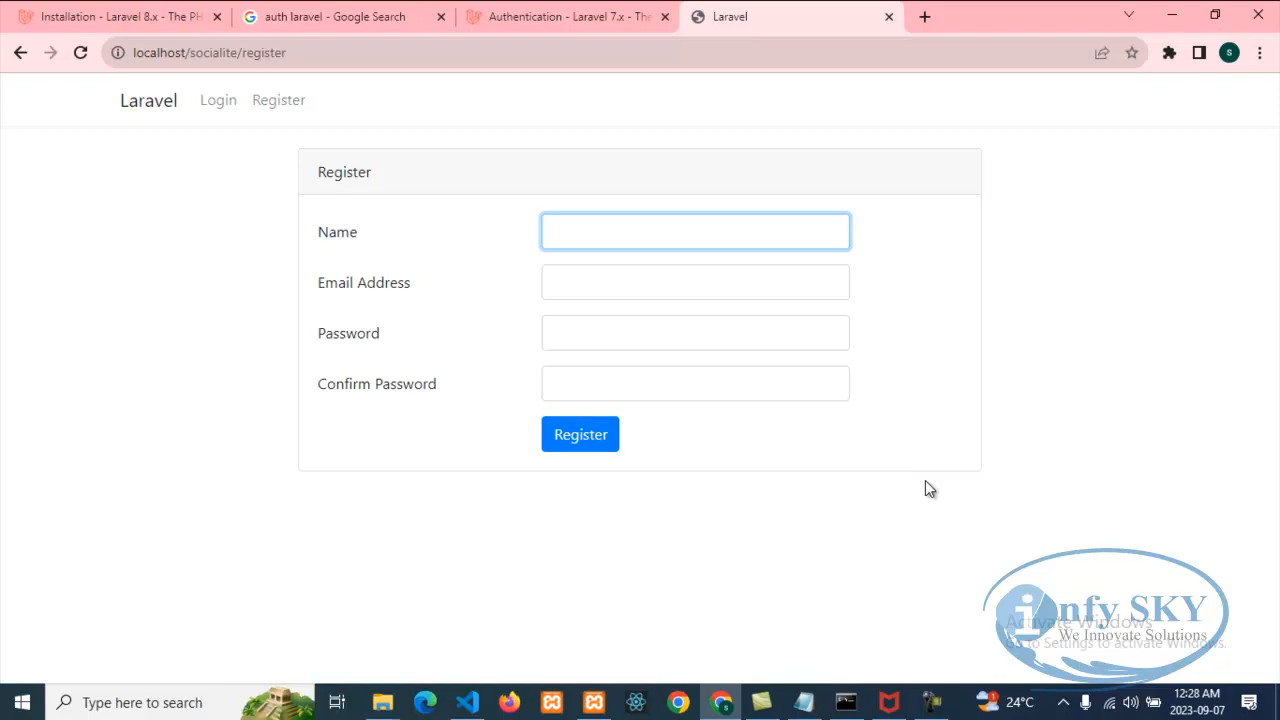 Installation - Laravel 8.x - The PH
auth laravel - Google Search
Authentication - Laravel 7.x - The
Laravel
localhost/socialite/register
S
Laravel
Login
Register
Register
Name
Email Address
Password
Confirm Password
Register
infy SKY
We Innovate Solutions
Activate Windows
Go to Settings to activate Windows.
Type here to search
1
24°C
12:28 AM
2023-09-07